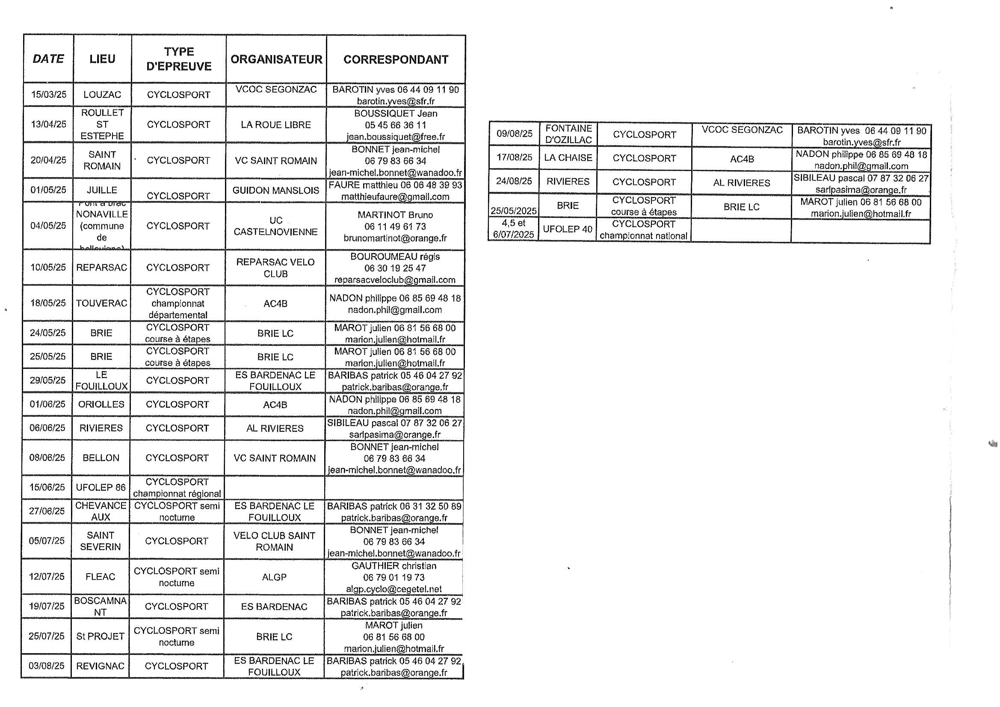 DATE LIEU TYPE D'EPREUVE ORGANISATEUR CORRESPONDANT
15/03/25 LOUZAC CYCLOSPORT VCOC SEGONZAC BAROTIN yves 06 44 09 11 90
barotin.yves@sfr.fr
13/04/25 ROULLET ST ESTEPHE CYCLOSPORT LA ROUE LIBRE BOUSSIQUET Jean
05 45 66 36 11
jean.boussiquet@free.fr
20/04/25 SAINT ROMAIN CYCLOSPORT VC SAINT ROMAIN BONNET jean-michel
06 79 83 66 34
jean-michel.bonnet@wanadoo.fr
01/05/25 JUILLE CYCLOSPORT GUIDON MANSLOIS FAURE matthieu 06 06 48 39 93
matthieufaure@gmail.com
04/05/25 NONAVILLE (commune de CYCLOSPORT UC CASTELNOVIENNE MARTINOT Bruno
06 11 49 61 73
brunomartinot@orange.fr
10/05/25 REPARSAC CYCLOSPORT REPARSAC VELO CLUB BOUROUMEAU régis
06 30 19 25 47
reparsacveloclub@gmail.com
18/05/25 TOUVERAC CYCLOSPORT championnat départemental AC4B NADON philippe 06 85 69 48 18
nadon.phil@gmail.com
24/05/25 BRIE CYCLOSPORT course à étapes BRIE LC MAROT julien 06 81 56 68 00
marion.julien@hotmail.fr
25/05/25 BRIE CYCLOSPORT course à étapes BRIE LC MAROT julien 06 81 56 68 00
marion.julien@hotmail.fr
29/05/25 LE FOUILLOUX CYCLOSPORT ES BARDENAC LE FOUILLOUX BARIBAS patrick 05 46 04 27 92
patrick.baribas@orange.fr
01/06/25 ORIOLLES CYCLOSPORT AC4B NADON philippe 06 85 69 48 18
nadon.phil@gmail.com
06/06/25 RIVIERES CYCLOSPORT AL RIVIERES SIBILEAU pascal 07 87 32 06 27
sarlpasima@orange.fr
08/06/25 BELLON CYCLOSPORT VC SAINT ROMAIN BONNET jean-michel
06 79 83 66 34
jean-michel.bonnet@wanadoo.fr
15/06/25 UFOLEP 86 CYCLOSPORT championnat régional
27/06/25 CHEVANCE AUX CYCLOSPORT semi nocturne ES BARDENAC LE FOUILLOUX BARIBAS patrick 06 31 32 50 89
patrick.baribas@orange.fr
05/07/25 SAINT SEVERIN CYCLOSPORT VELO CLUB SAINT ROMAIN BONNET jean-michel
06 79 83 66 34
jean-michel.bonnet@wanadoo.fr
12/07/25 FLEAC CYCLOSPORT semi nocturne ALGP GAUTHIER christian
06 79 01 19 73
algp.cyclo@cegetel.net
19/07/25 BOSCAMNA NT CYCLOSPORT ES BARDENAC BARIBAS patrick 05 46 04 27 92
patrick.baribas@orange.fr
25/07/25 St PROJET CYCLOSPORT semi nocturne BRIE LC MAROT julien
06 81 56 68 00
marion.julien@hotmail.fr
03/08/25 REVIGNAC CYCLOSPORT ES BARDENAC LE FOUILLOUX BARIBAS patrick 05 46 04 27 92
patrick.baribas@orange.fr
09/08/25 FONTAINE D'OZILLAC CYCLOSPORT VCOC SEGONZAC BAROTIN yves 06 44 09 11 90
barotin.yves@sfr.fr
17/08/25 LA CHAISE CYCLOSPORT AC4B NADON philippe 06 85 69 48 18
nadon.phil@gmail.com
24/08/25 RIVIERES CYCLOSPORT AL RIVIERES SIBILEAU pascal 07 87 32 06 27
sarlpasima@orange.fr
25/05/2025 BRIE CYCLOSPORT course à étapes BRIE LC MAROT julien 06 81 56 68 00
marion.julien@hotmail.fr
4,5 et 6/07/2025 UFOLEP 40 CYCLOSPORT championnat national